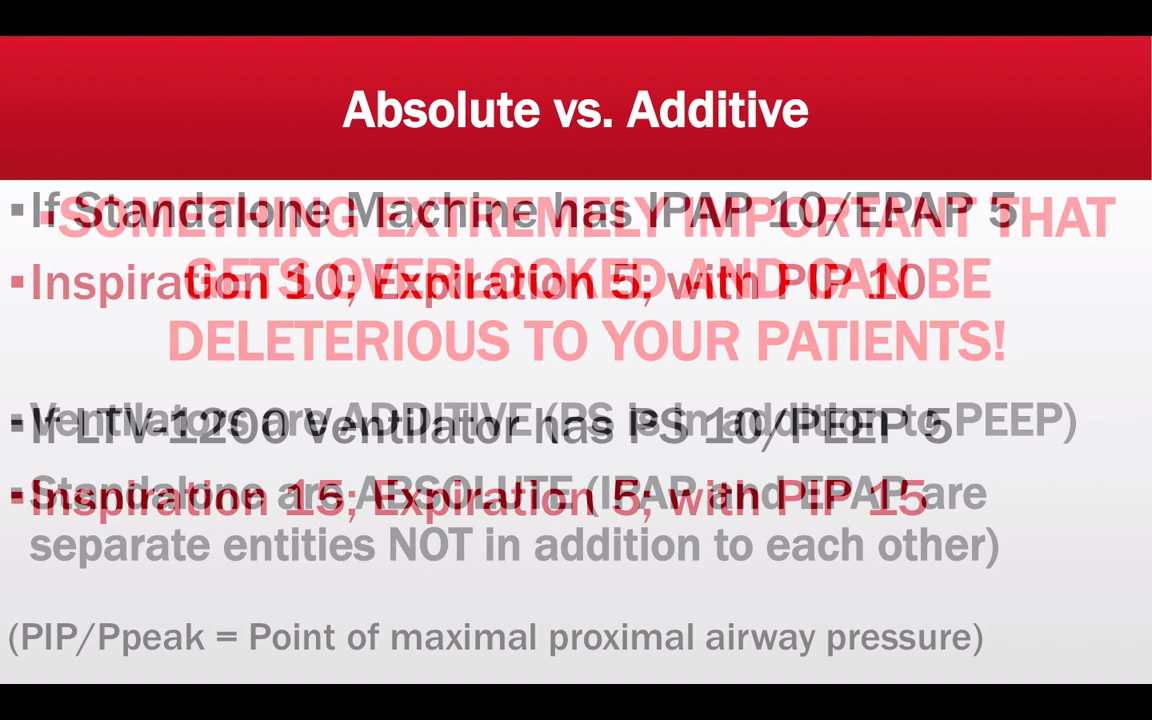 Absolute vs. Additive
▪If Standalone Machine has IPAP 10/EPAP 5
▪SOMETHING EXTREMELY IMPORTANT THAT
▪Inspiration 10; Expiration 5; with PIP 10
GETS OVERLOOKED AND CAN BE
DELETERIOUS TO YOUR PATIENTS!
▪Ventilators are ADDITIVE (PS is in addition to PEEP)
▪If LTV-1200 Ventilator has PS 10/PEEP 5
▪Standalone are ABSOLUTE (IPAP and EPAP are
▪Inspiration 15; Expiration 5; with PIP 15
separate entities NOT in addition to each other)
(PIP/Ppeak = Point of maximal proximal airway pressure)